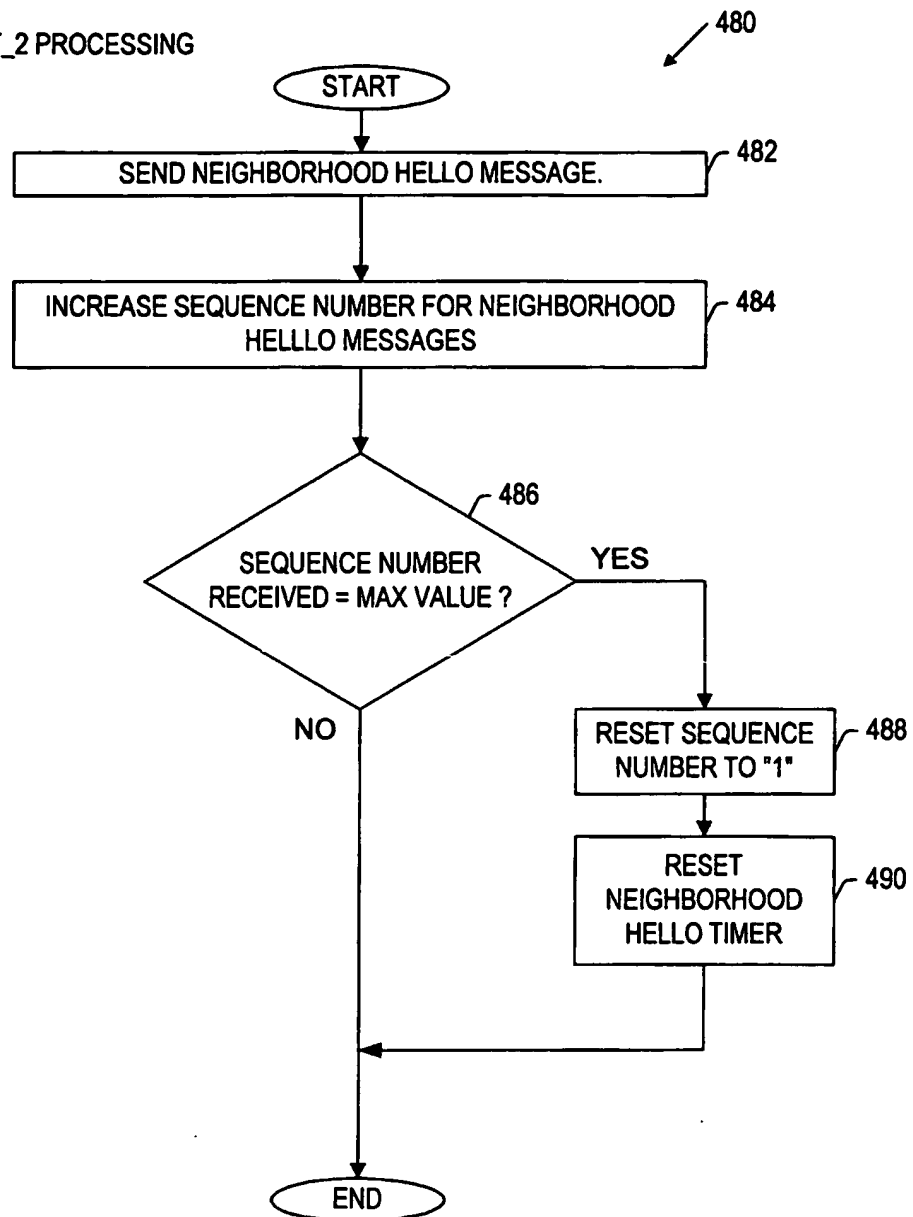 _2 PROCESSING
480
START
SEND NEIGHBORHOOD HELLO MESSAGE.
482
INCREASE SEQUENCE NUMBER FOR NEIGHBORHOOD
HELLLO MESSAGES
484
486
SEQUENCE NUMBER
RECEIVED = MAX VALUE ?
YES
NO
RESET SEQUENCE
NUMBER TO "1"
488
RESET
NEIGHBORHOOD
HELLO TIMER
490
END